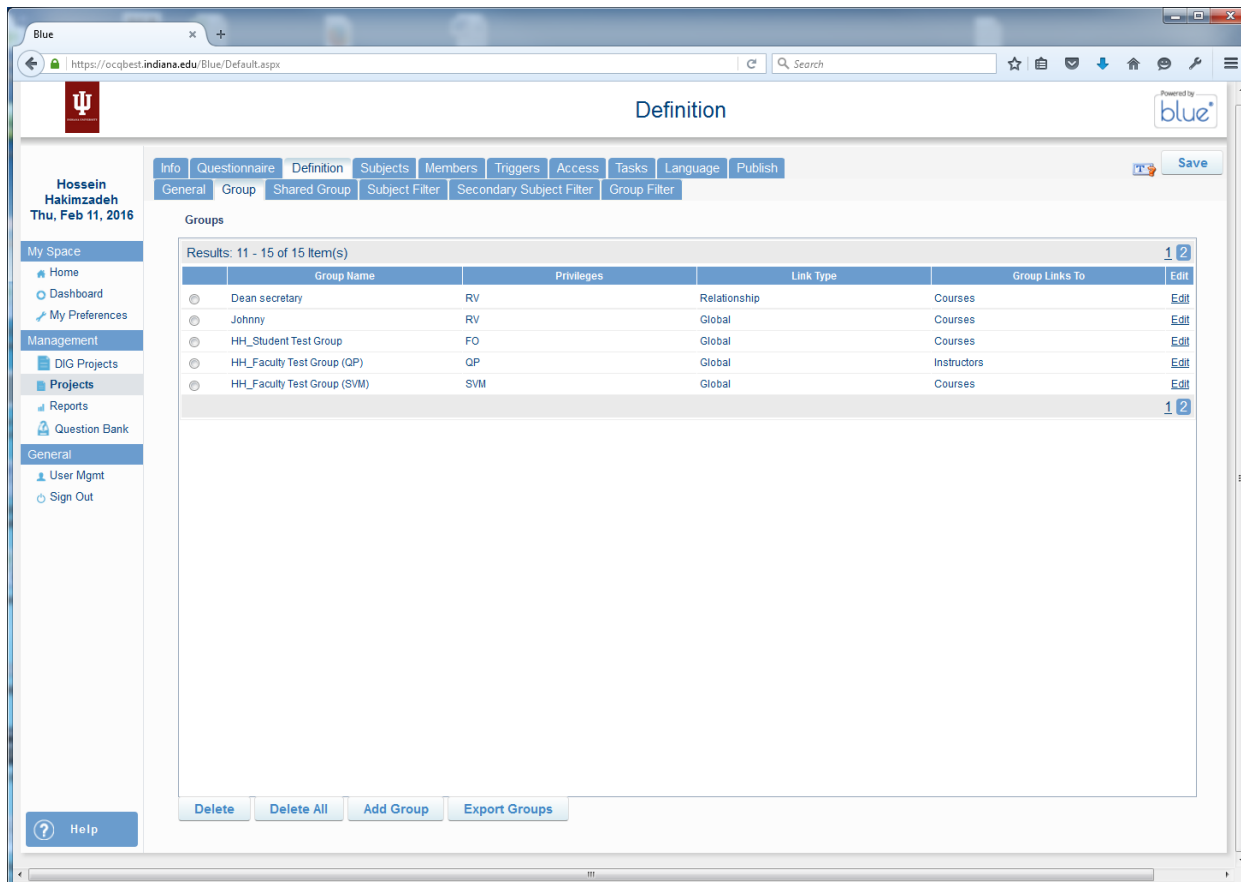 Blue
https://ocqbest.indiana.edu/Blue/Default.aspx
Search
Definition
Powered by
blue
Info Questionnaire Definition Subjects Members Triggers Access Tasks Language Publish
Save
General Group Shared Group Subject Filter Secondary Subject Filter Group Filter
Hossein
Hakimzadeh
Thu, Feb 11, 2016
My Space
Home
Dashboard
My Preferences
Management
DIG Projects
Projects
Reports
Question Bank
General
User Mgmt
Sign Out
Help
Groups
Results: 11 - 15 of 15 Item(s) 1 2
Group Name Privileges Link Type Group Links To Edit
Dean secretary RV Relationship Courses Edit
Johnny RV Global Courses Edit
HH_Student Test Group FO Global Courses Edit
HH_Faculty Test Group (QP) QP Global Instructors Edit
HH_Faculty Test Group (SVM) SVM Global Courses Edit
1 2
Delete Delete All Add Group Export Groups